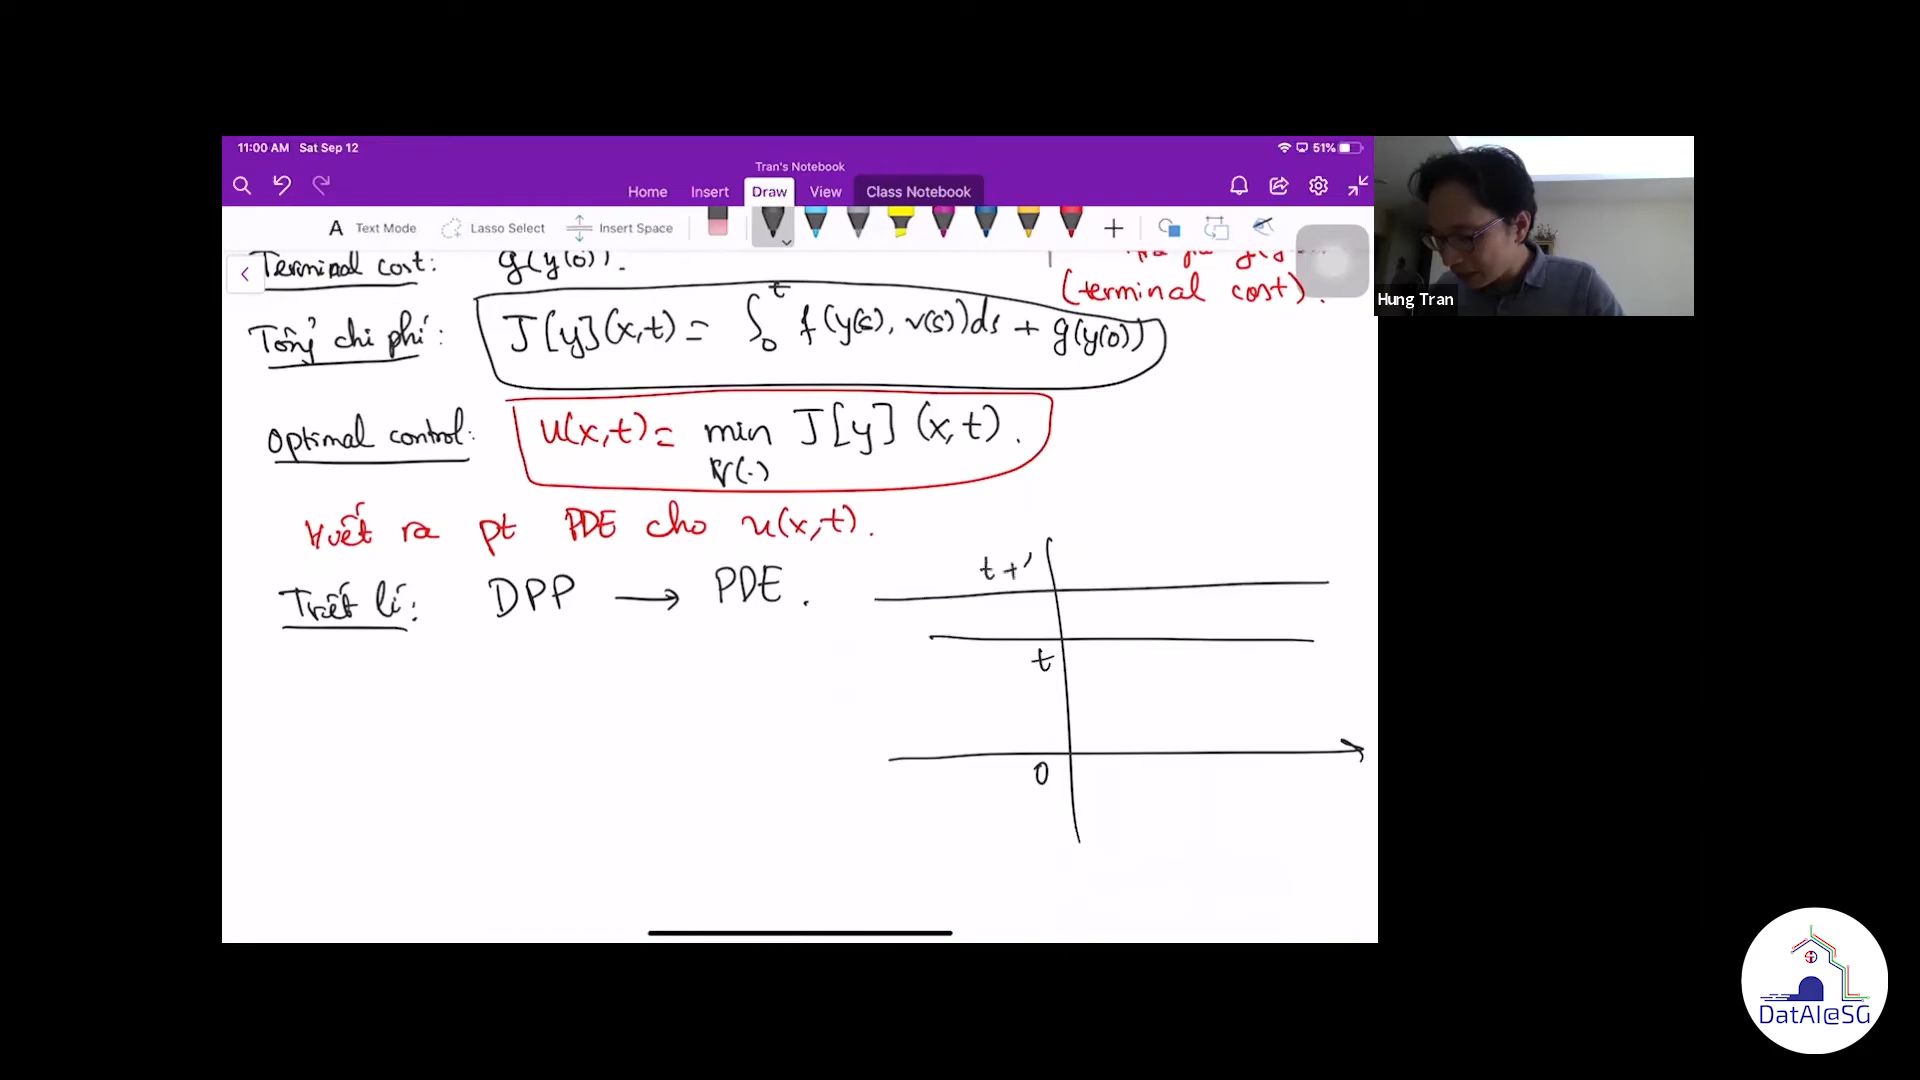 11:00 AM Sat Sep 12
51%
Tran's Notebook
Home Insert Draw View Class Notebook
A Text Mode Lasso Select Insert Space
Terminal cost: g(y(0)).
(terminal cost).
Tổng chi phí: J[y](x,t) = ∫₀ᵗ f(y(s), v(s))ds + g(y(0))
Optimal control: u(x,t) = min J[y](x,t).
v(·)
Viết ra pt PDE cho u(x,t).
Triết lí: DPP → PDE.
t+'
t
0
Hung Tran
DatAI@SG